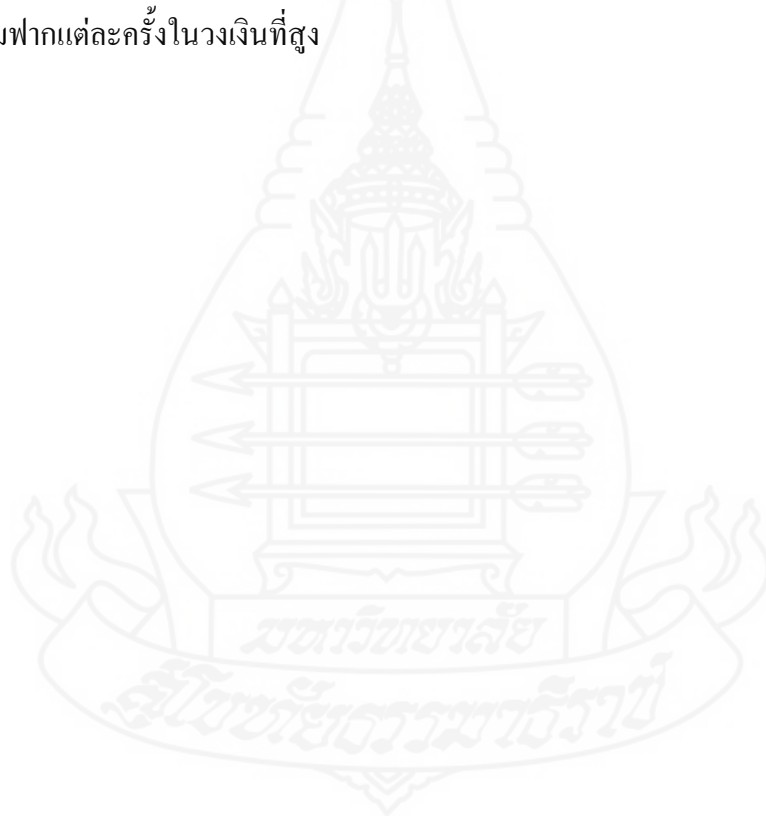 มฟากแต่ละครั้งในวงเงินที่สูง
มหาวิทยาลัย
สุโขทัยธรรมาธิราช